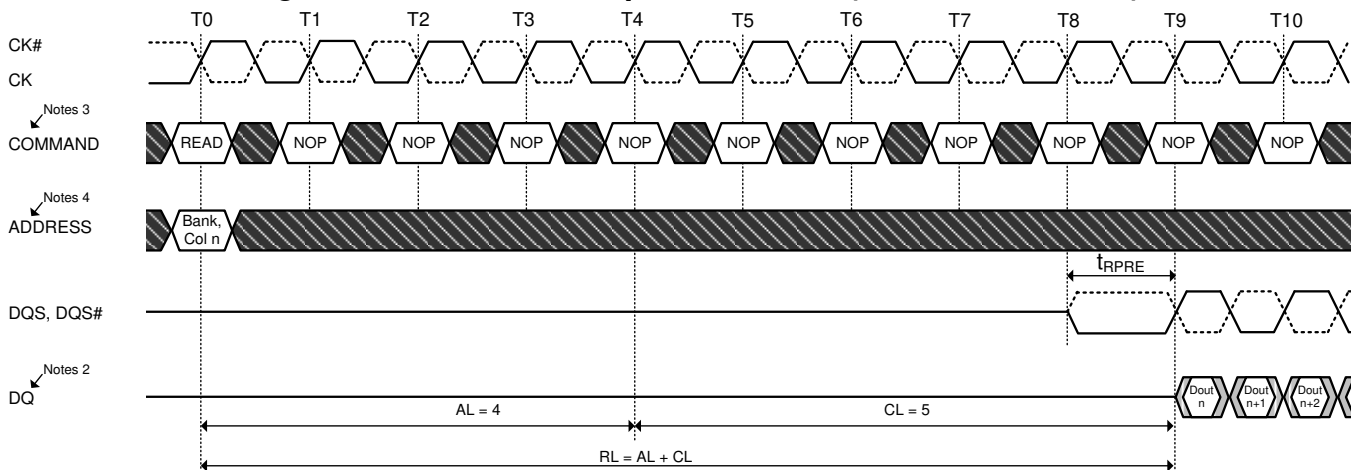 T0 T1 T2 T3 T4 T5 T6 T7 T8 T9 T10
CK#
CK
Notes 3
COMMAND READ NOP NOP NOP NOP NOP NOP NOP NOP NOP NOP
Notes 4
ADDRESS
Bank,
Col n
tRPRE
DQS, DQS#
Notes 2
DQ
Dout
n
Dout
n+1
Dout
n+2
AL = 4 CL = 5
RL = AL + CL